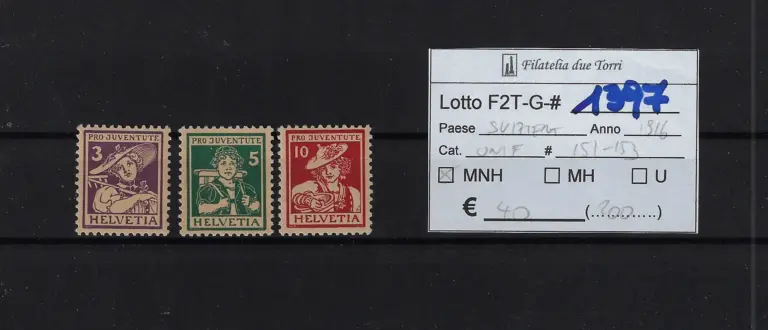 PRO JUVENTUTE
3
HELVETIA
PRO JUVENTUTE
5
HELVETIA
PRO JUVENTUTE
10
HELVETIA
Filatelia due Torri
Lotto F2T-G-# 1397
Paese SVIZZERA Anno 1916
Cat. UNIF # 151-153
☒ MNH ☐ MH ☐ U
€ 40 (....200.....)